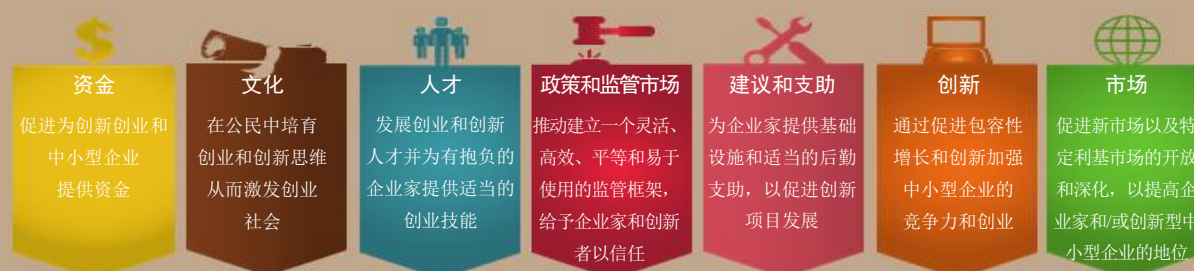 资金
促进为创新创业和
中小型企业
提供资金
文化
在公民中培育
创业和创新思维
从而激发创业
社会
人才
发展创业和创新
人才并为有抱负的
企业家提供适当的
创业技能
政策和监管市场
推动建立一个灵活、
高效、平等和易于
使用的监管框架，
给予企业家和创新
者以信任
建议和支助
为企业家提供基础
设施和适当的后勤
支助，以促进创新
项目发展
创新
通过促进包容性
增长和创新加强
中小型企业的
竞争力和创业
市场
促进新市场以及特
定利基市场的开放
和深化，以提高企
业家和/或创新型中
小型企业的地位